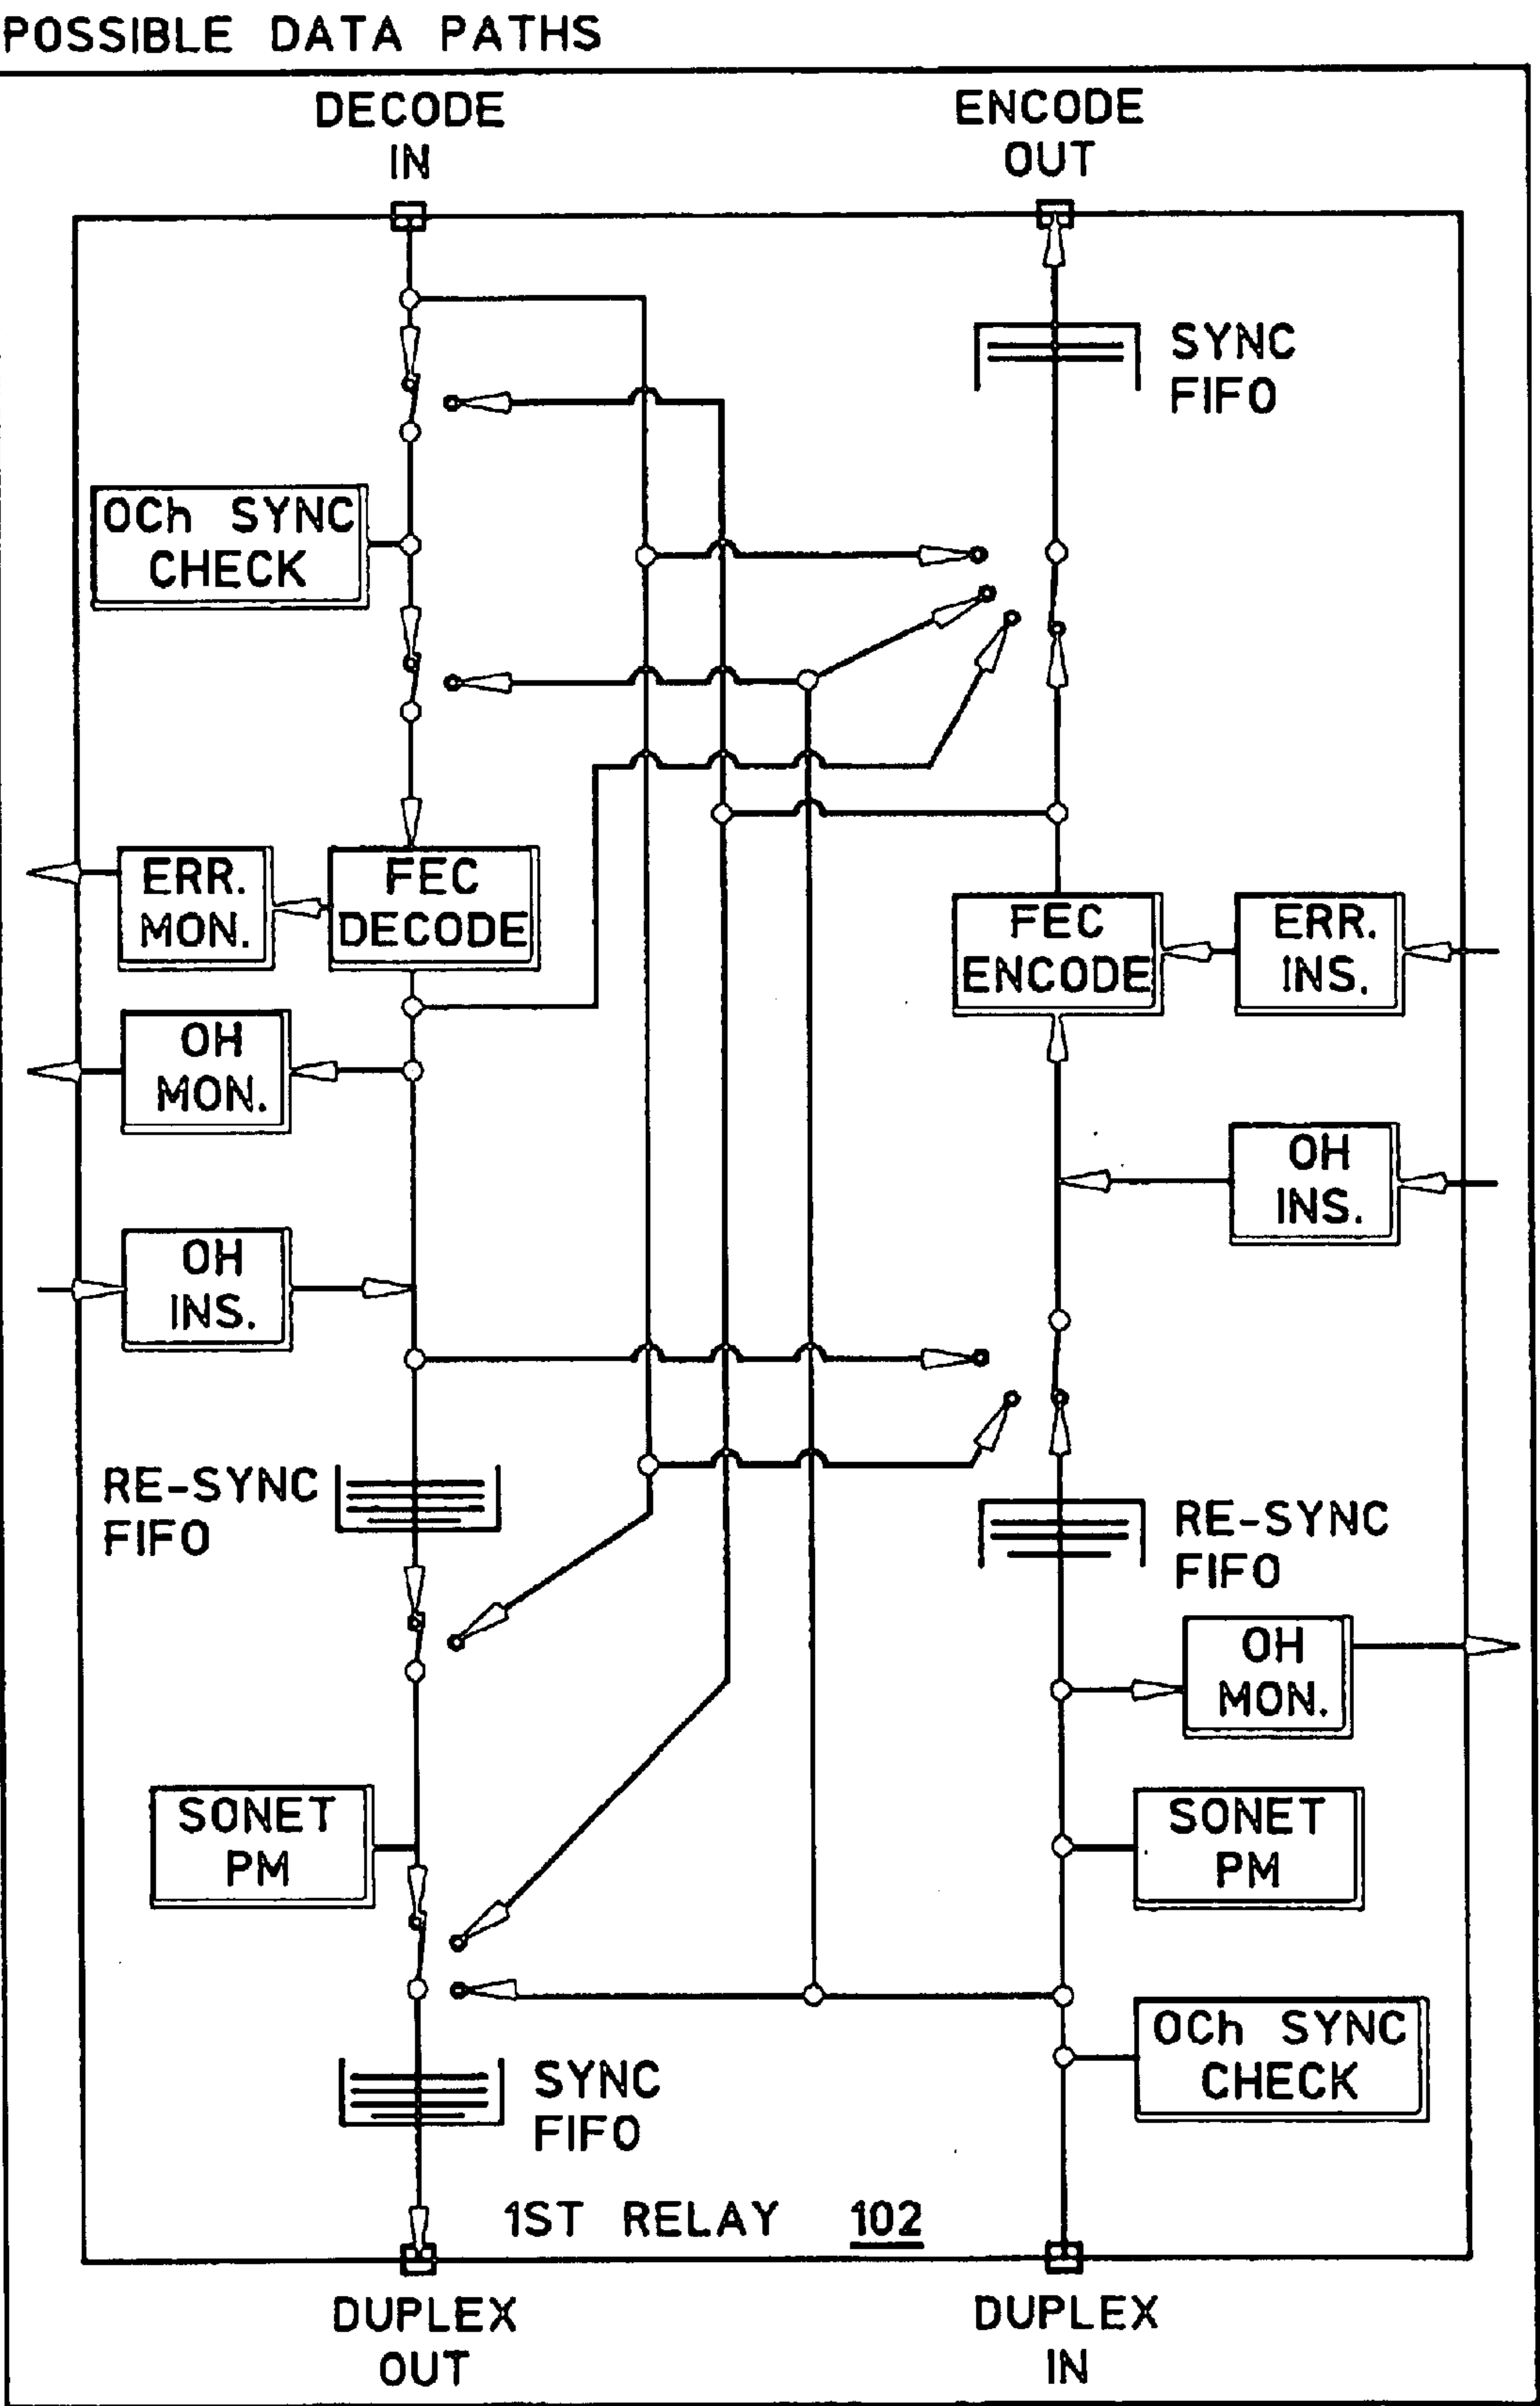 POSSIBLE DATA PATHS
DECODE
IN
ENCODE
OUT
SYNC
FIFO
OCh SYNC
CHECK
ERR.
MON.
FEC
DECODE
FEC
ENCODE
ERR.
INS.
OH
MON.
OH
INS.
OH
INS.
RE-SYNC
FIFO
RE-SYNC
FIFO
OH
MON.
SONET
PM
SONET
PM
OCh SYNC
CHECK
SYNC
FIFO
1ST RELAY 102
DUPLEX
OUT
DUPLEX
IN